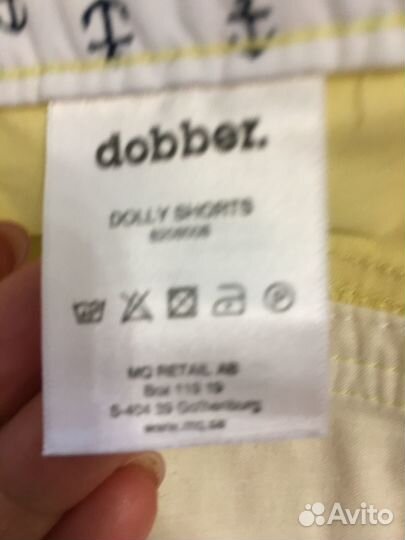 dobber.
DOLLY SHORTS
MQ RETAIL AB
Box 119 19
S-404 39 Gothenburg
www.mq.se
Avito